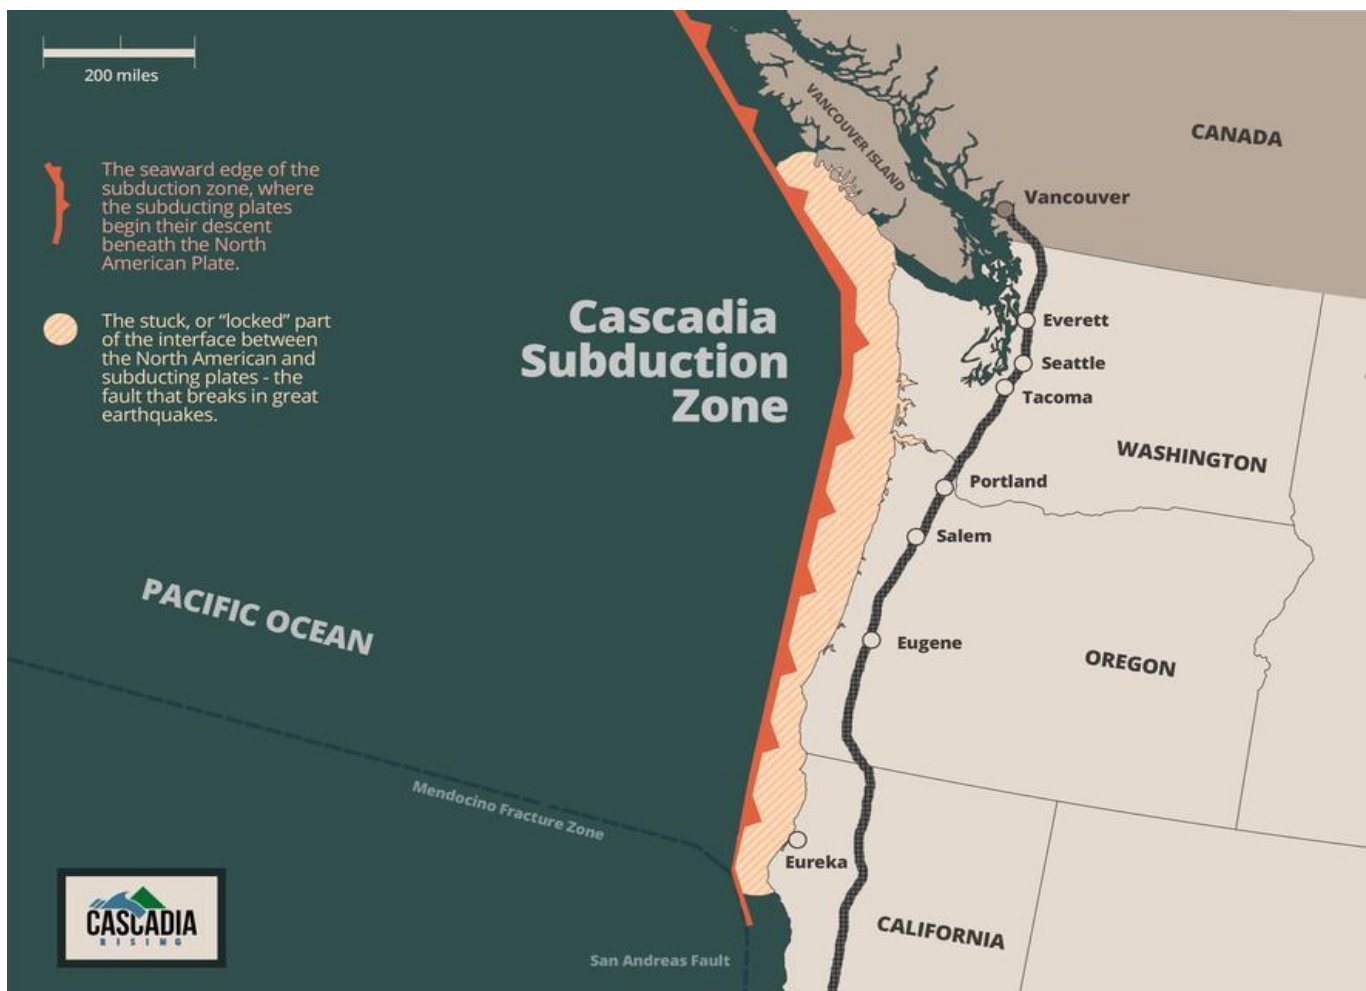 200 miles
The seaward edge of the
subduction zone, where
the subducting plates
begin their descent
beneath the North
American Plate.
The stuck, or “locked” part
of the interface between
the North American and
subducting plates - the
fault that breaks in great
earthquakes.
Cascadia
Subduction
Zone
PACIFIC OCEAN
Mendocino Fracture Zone
San Andreas Fault
VANCOUVER ISLAND
CANADA
Vancouver
Everett
Seattle
Tacoma
WASHINGTON
Portland
Salem
Eugene
OREGON
Eureka
CALIFORNIA
CASCADIA
RISING